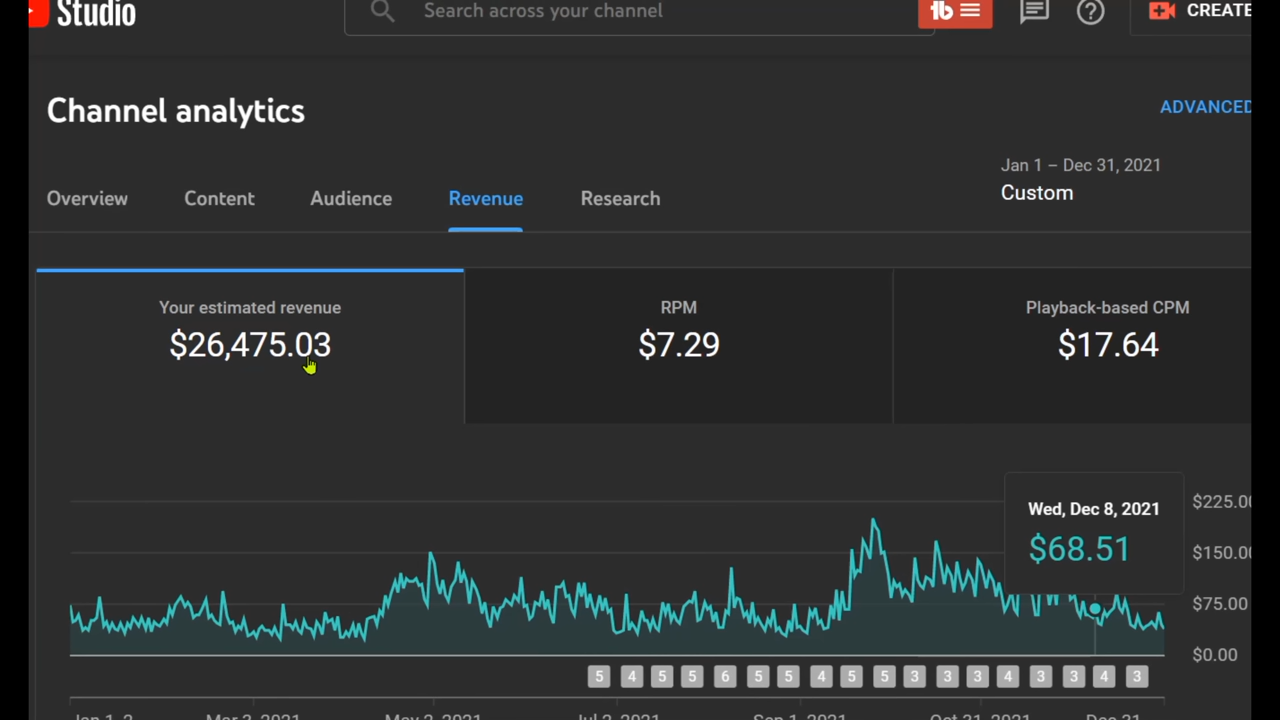 Studio
Search across your channel
CREATE
Channel analytics
ADVANCED
Jan 1 – Dec 31, 2021
Custom
Overview
Content
Audience
Revenue
Research
Your estimated revenue
$26,475.03
RPM
$7.29
Playback-based CPM
$17.64
Wed, Dec 8, 2021
$68.51
$225.00
$150.00
$75.00
$0.00
5 4 5 5 6 5 5 4 5 5 3 3 3 4 3 3 4 3